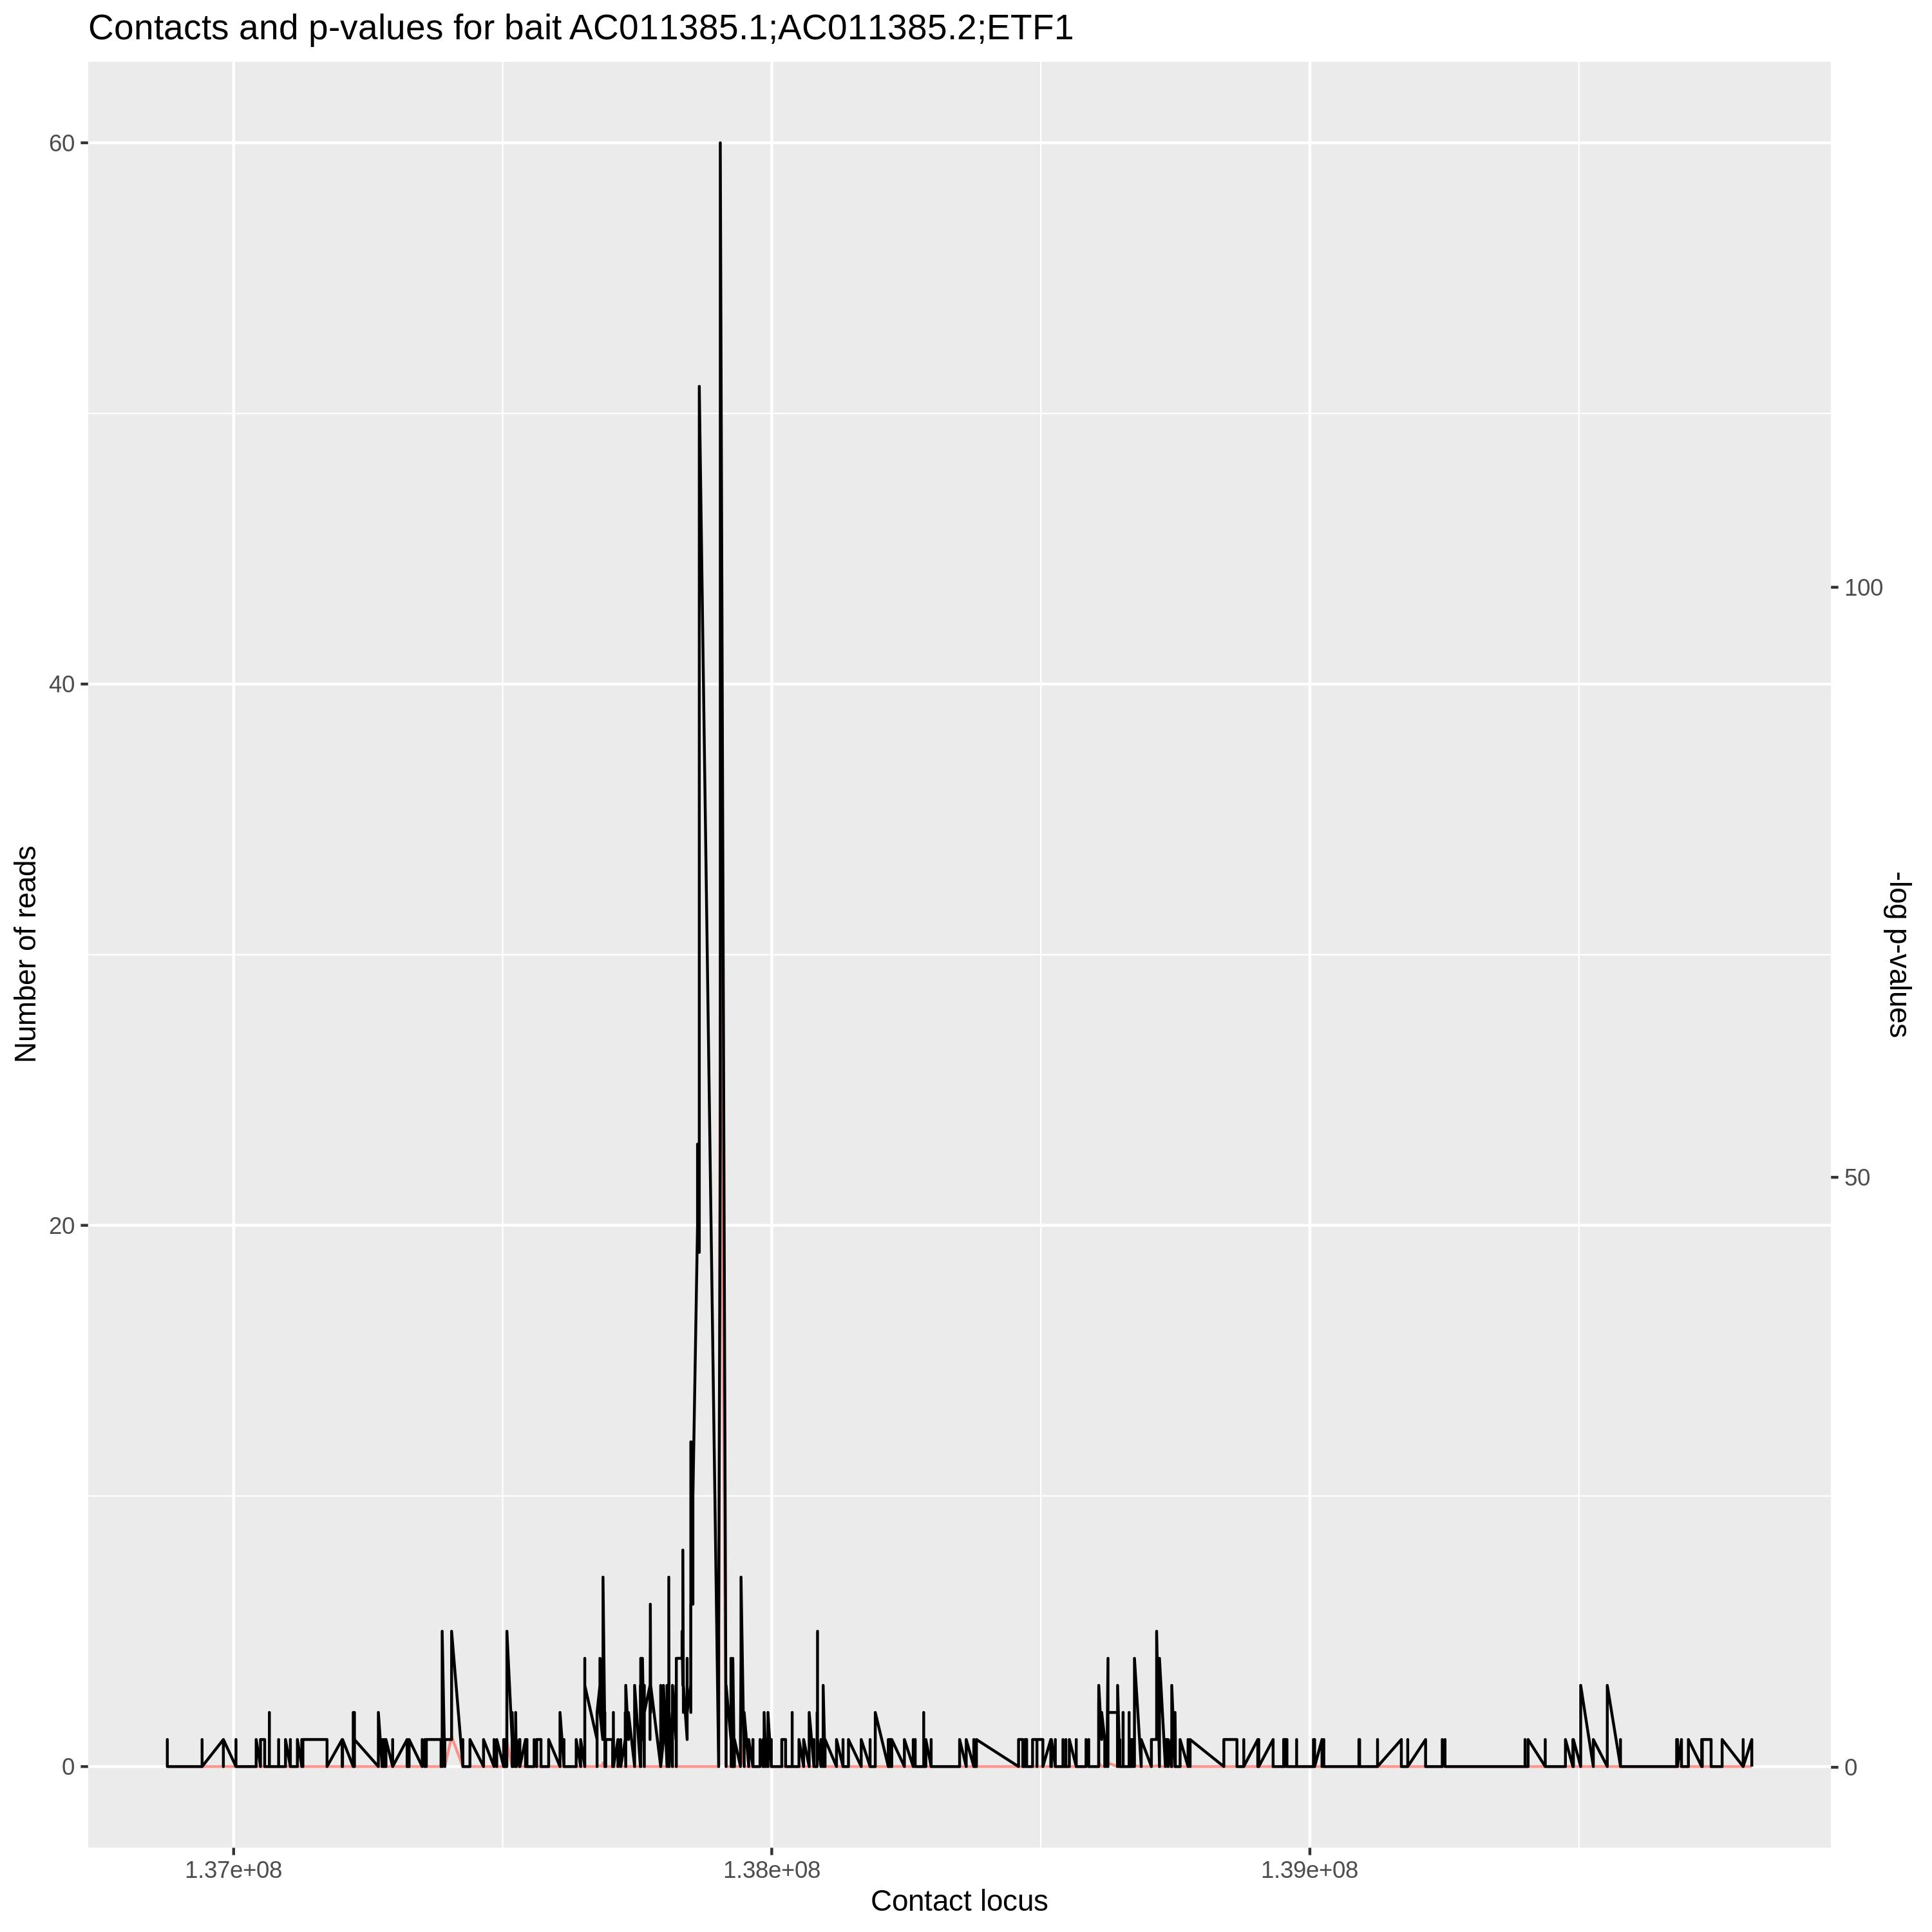 Contacts and p-values for bait AC011385.1;AC011385.2;ETF1
60
40
20
0
Number of reads
100
50
0
-log p-values
1.37e+08
1.38e+08
1.39e+08
Contact locus